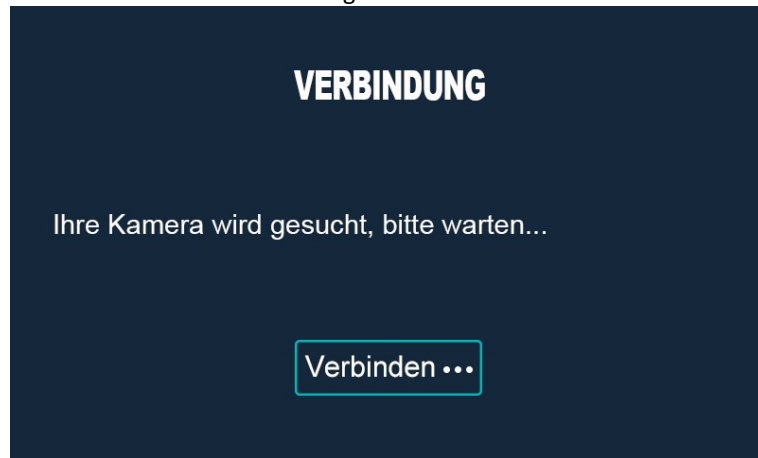 VERBINDUNG
Ihre Kamera wird gesucht, bitte warten...
Verbinden •••